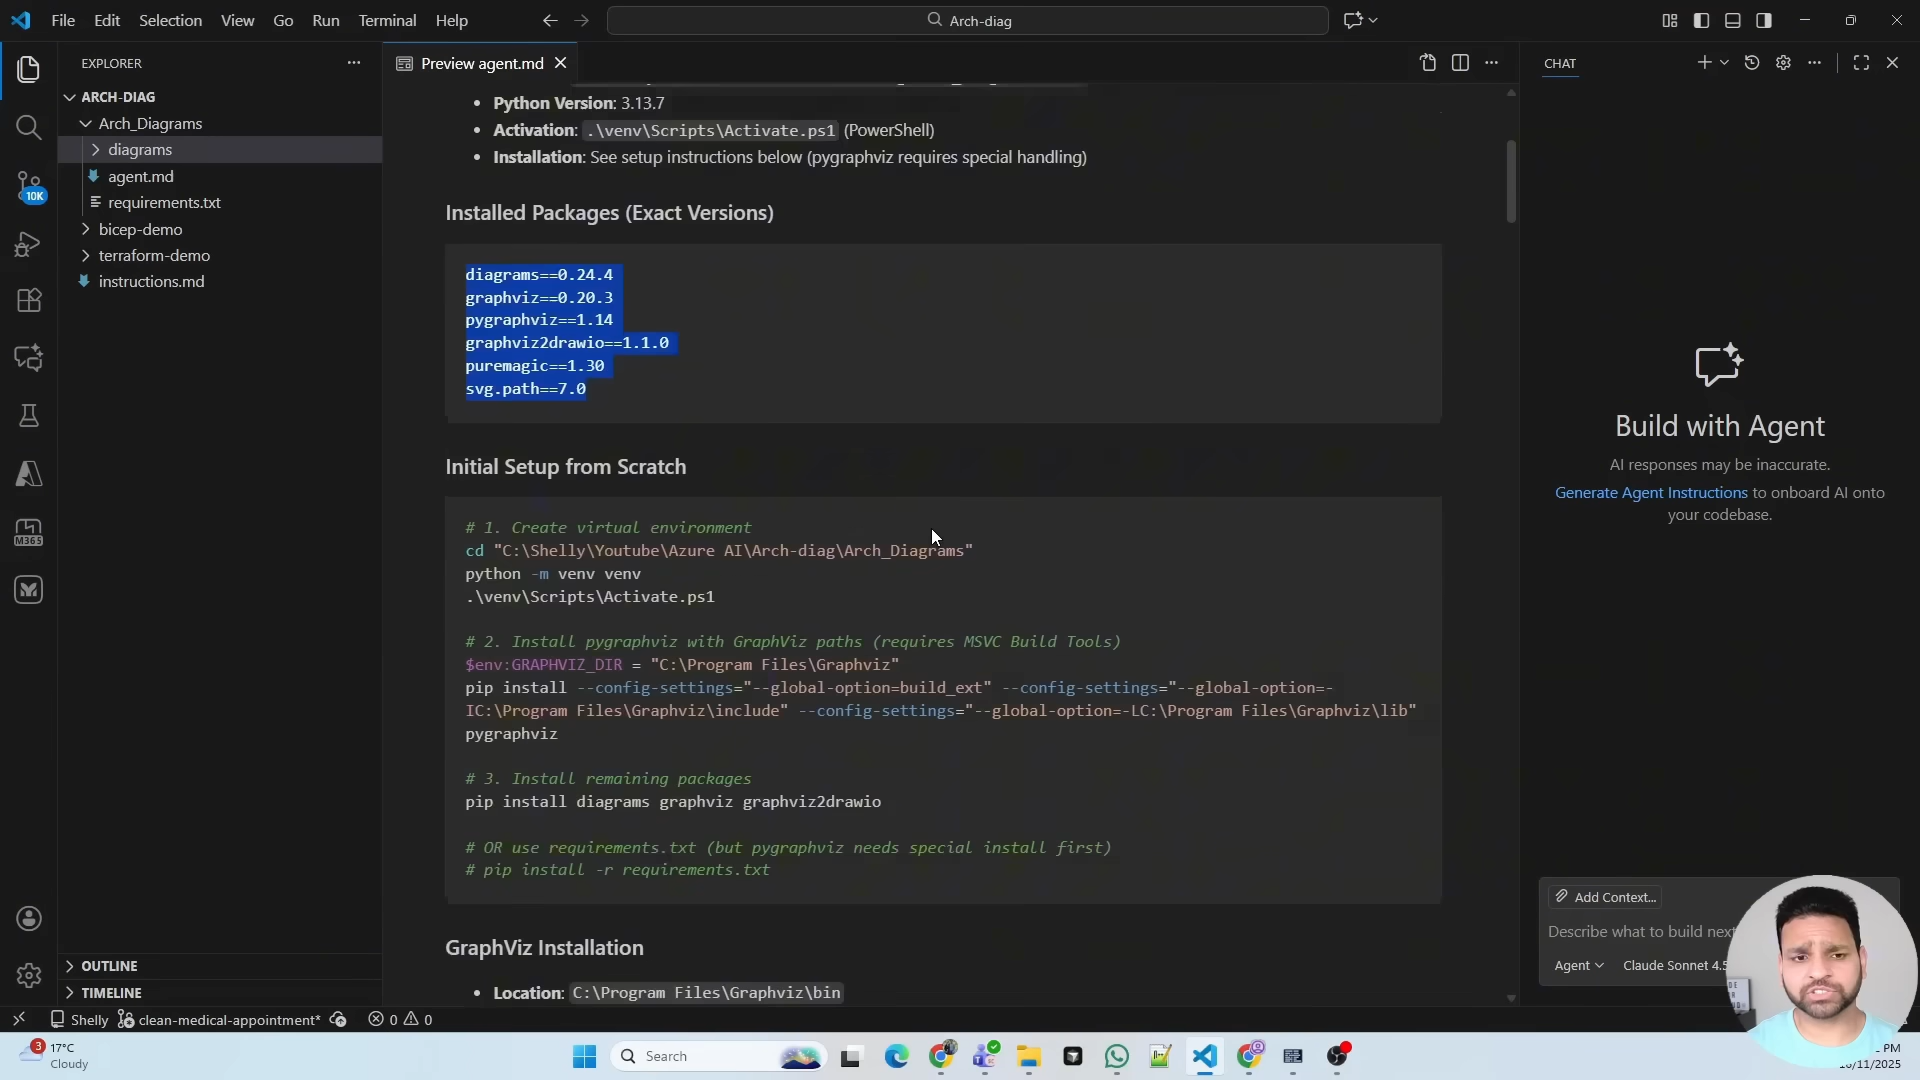 File Edit Selection View Go Run Terminal Help
Arch-diag
EXPLORER
ARCH-DIAG
Arch_Diagrams
diagrams
agent.md
requirements.txt
bicep-demo
terraform-demo
instructions.md
10K
M365
OUTLINE
TIMELINE
Preview agent.md
• Python Version: 3.13.7
• Activation: .\venv\Scripts\Activate.ps1 (PowerShell)
• Installation: See setup instructions below (pygraphviz requires special handling)
Installed Packages (Exact Versions)
diagrams==0.24.4
graphviz==0.20.3
pygraphviz==1.14
graphviz2drawio==1.1.0
puremagic==1.30
svg.path==7.0
Initial Setup from Scratch
# 1. Create virtual environment
cd "C:\Shelly\Youtube\Azure AI\Arch-diag\Arch_Diagrams"
python -m venv venv
.\venv\Scripts\Activate.ps1
# 2. Install pygraphviz with GraphViz paths (requires MSVC Build Tools)
$env:GRAPHVIZ_DIR = "C:\Program Files\Graphviz"
pip install --config-settings="--global-option=build_ext" --config-settings="--global-option=-
IC:\Program Files\Graphviz\include" --config-settings="--global-option=-LC:\Program Files\Graphviz\lib"
pygraphviz
# 3. Install remaining packages
pip install diagrams graphviz graphviz2drawio
# OR use requirements.txt (but pygraphviz needs special install first)
# pip install -r requirements.txt
GraphViz Installation
• Location: C:\Program Files\Graphviz\bin
CHAT
Build with Agent
AI responses may be inaccurate.
Generate Agent Instructions to onboard AI onto
your codebase.
Add Context...
Describe what to build next
Agent Claude Sonnet 4.5
Shelly clean-medical-appointment* 0 0
3
17°C
Cloudy
Search
PM
/11/2025